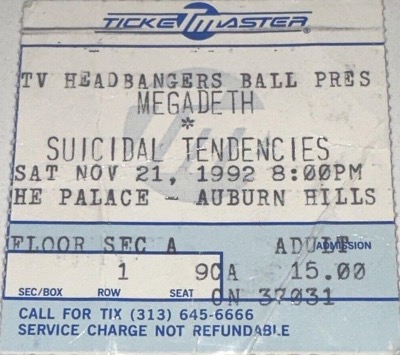 TICKETMASTER
TV HEADBANGERS BALL PRES
MEGADETH
*
SUICIDAL TENDENCIES
SAT NOV 21, 1992 8:00PM
HE PALACE - AUBURN HILLS
FLOOR SEC A ADULT ADMISSION
1 9CA 15.00
SEC/BOX ROW SEAT CN 37031
CALL FOR TIX (313) 645-6666
SERVICE CHARGE NOT REFUNDABLE